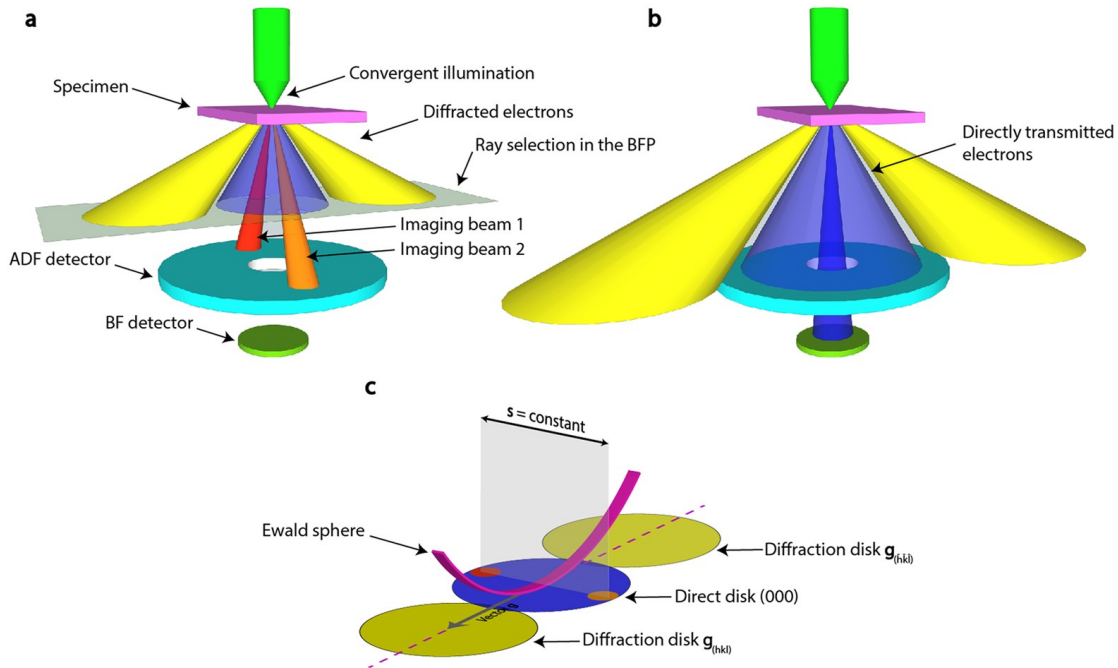 a
b
Convergent illumination
Specimen
Diffracted electrons
Ray selection in the BFP
Directly transmitted
electrons
Imaging beam 1
Imaging beam 2
ADF detector
BF detector
c
s = constant
Ewald sphere
Diffraction disk g(hkl)
Direct disk (000)
Vector g
Diffraction disk g(hkl)